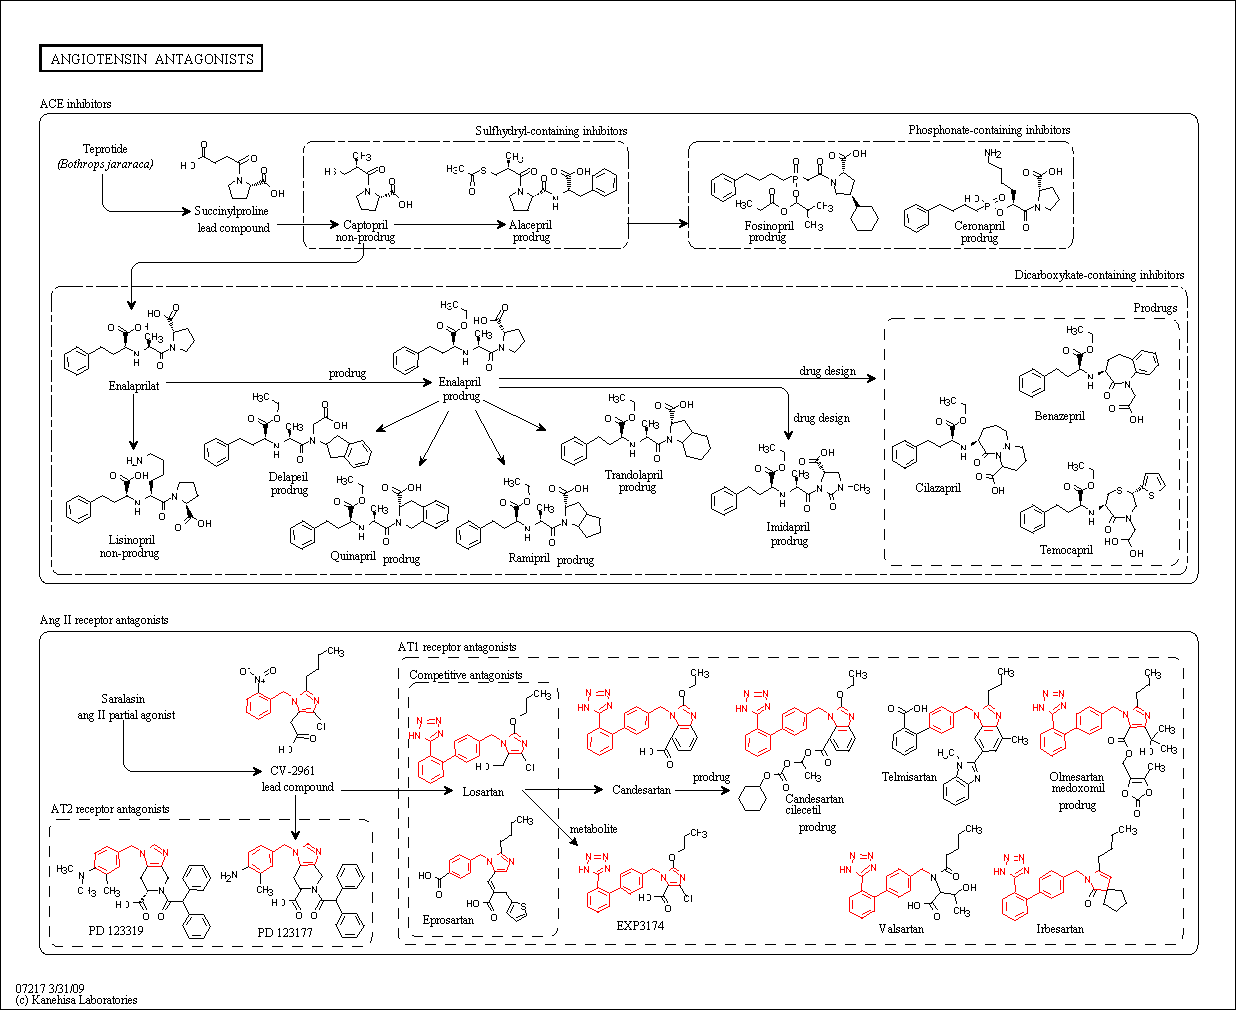 ANGIOTENSIN ANTAGONISTS
ACE inhibitors
Sulfhydryl-containing inhibitors
Phosphonate-containing inhibitors
Teprotide
(Bothrops jararaca)
Succinylproline
lead compound
Captopril
non-prodrug
Alacepril
prodrug
Fosinopril
prodrug
Ceronapril
prodrug
Dicarboxykate-containing inhibitors
Prodrugs
Enalaprilat
prodrug
Enalapril
prodrug
drug design
drug design
Benazepril
Delapeil
prodrug
Trandolapril
prodrug
Cilazapril
Lisinopril
non-prodrug
Quinapril prodrug
Ramipril prodrug
Imidapril
prodrug
Temocapril
Ang II receptor antagonists
AT1 receptor antagonists
Competitive antagonists
Saralasin
ang II partial agonist
CV-2961
lead compound
Losartan
Candesartan
prodrug
Candesartan
cilecetil
prodrug
Telmisartan
Olmesartan
medoxomil
prodrug
AT2 receptor antagonists
metabolite
PD 123319
PD 123177
Eprosartan
EXP3174
Valsartan
Irbesartan
07217 3/31/09
(c) Kanehisa Laboratories